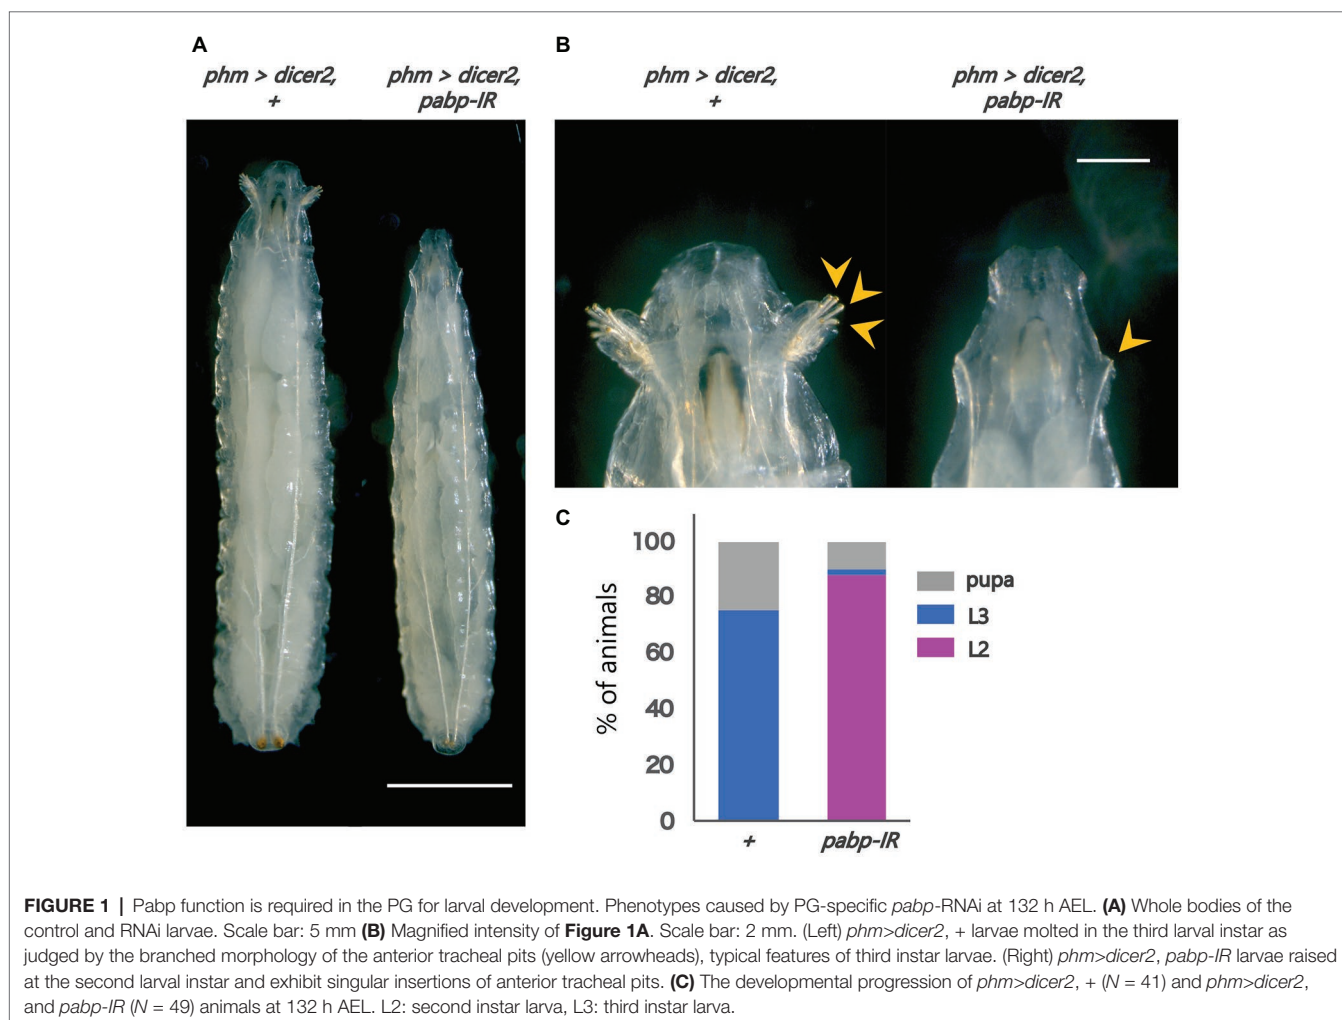 A
phm > dicer2,
+
phm > dicer2,
pabp-IR
B
phm > dicer2,
+
phm > dicer2,
pabp-IR
C
% of animals
100
80
60
40
20
0
+
pabp-IR
pupa
L3
L2
FIGURE 1 | Pabp function is required in the PG for larval development. Phenotypes caused by PG-specific pabp-RNAi at 132 h AEL. (A) Whole bodies of the
control and RNAi larvae. Scale bar: 5 mm (B) Magnified intensity of Figure 1A. Scale bar: 2 mm. (Left) phm>dicer2, + larvae molted in the third larval instar as
judged by the branched morphology of the anterior tracheal pits (yellow arrowheads), typical features of third instar larvae. (Right) phm>dicer2, pabp-IR larvae raised
at the second larval instar and exhibit singular insertions of anterior tracheal pits. (C) The developmental progression of phm>dicer2, + (N = 41) and phm>dicer2,
and pabp-IR (N = 49) animals at 132 h AEL. L2: second instar larva, L3: third instar larva.